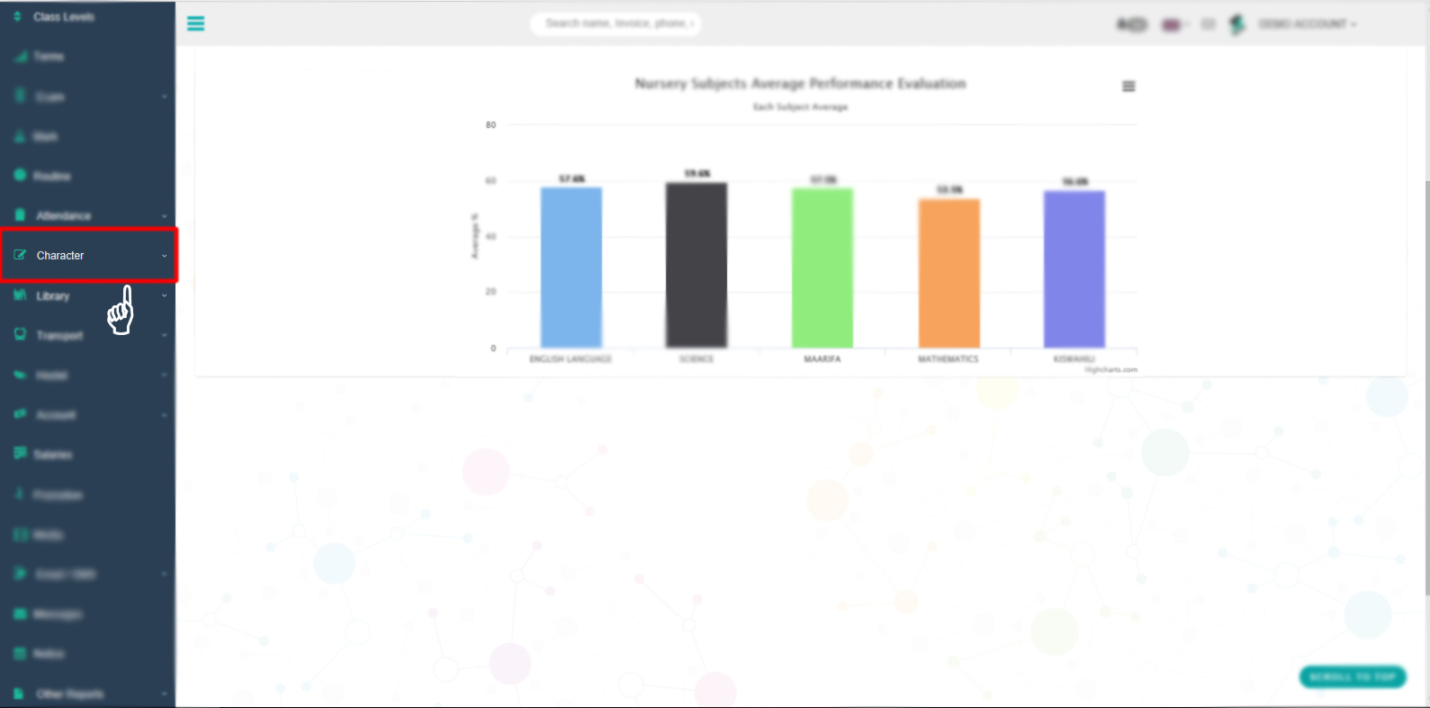 Class Levels
Terms
Exam
Mark
Routine
Attendance
Character
Library
Transport
Hostel
Account
Salaries
Promotion
Media
Email / SMS
Messages
Notice
Other Reports
Search name, invoice, phone,
DEMO ACCOUNT
Nursery Subjects Average Performance Evaluation
Each Subject Average
Average %
80
60
40
20
0
57.6%
59.6%
53.5%
56.6%
ENGLISH LANGUAGE
SCIENCE
MAARIFA
MATHEMATICS
KISWAHILI
Highcharts.com
SCROLL TO TOP